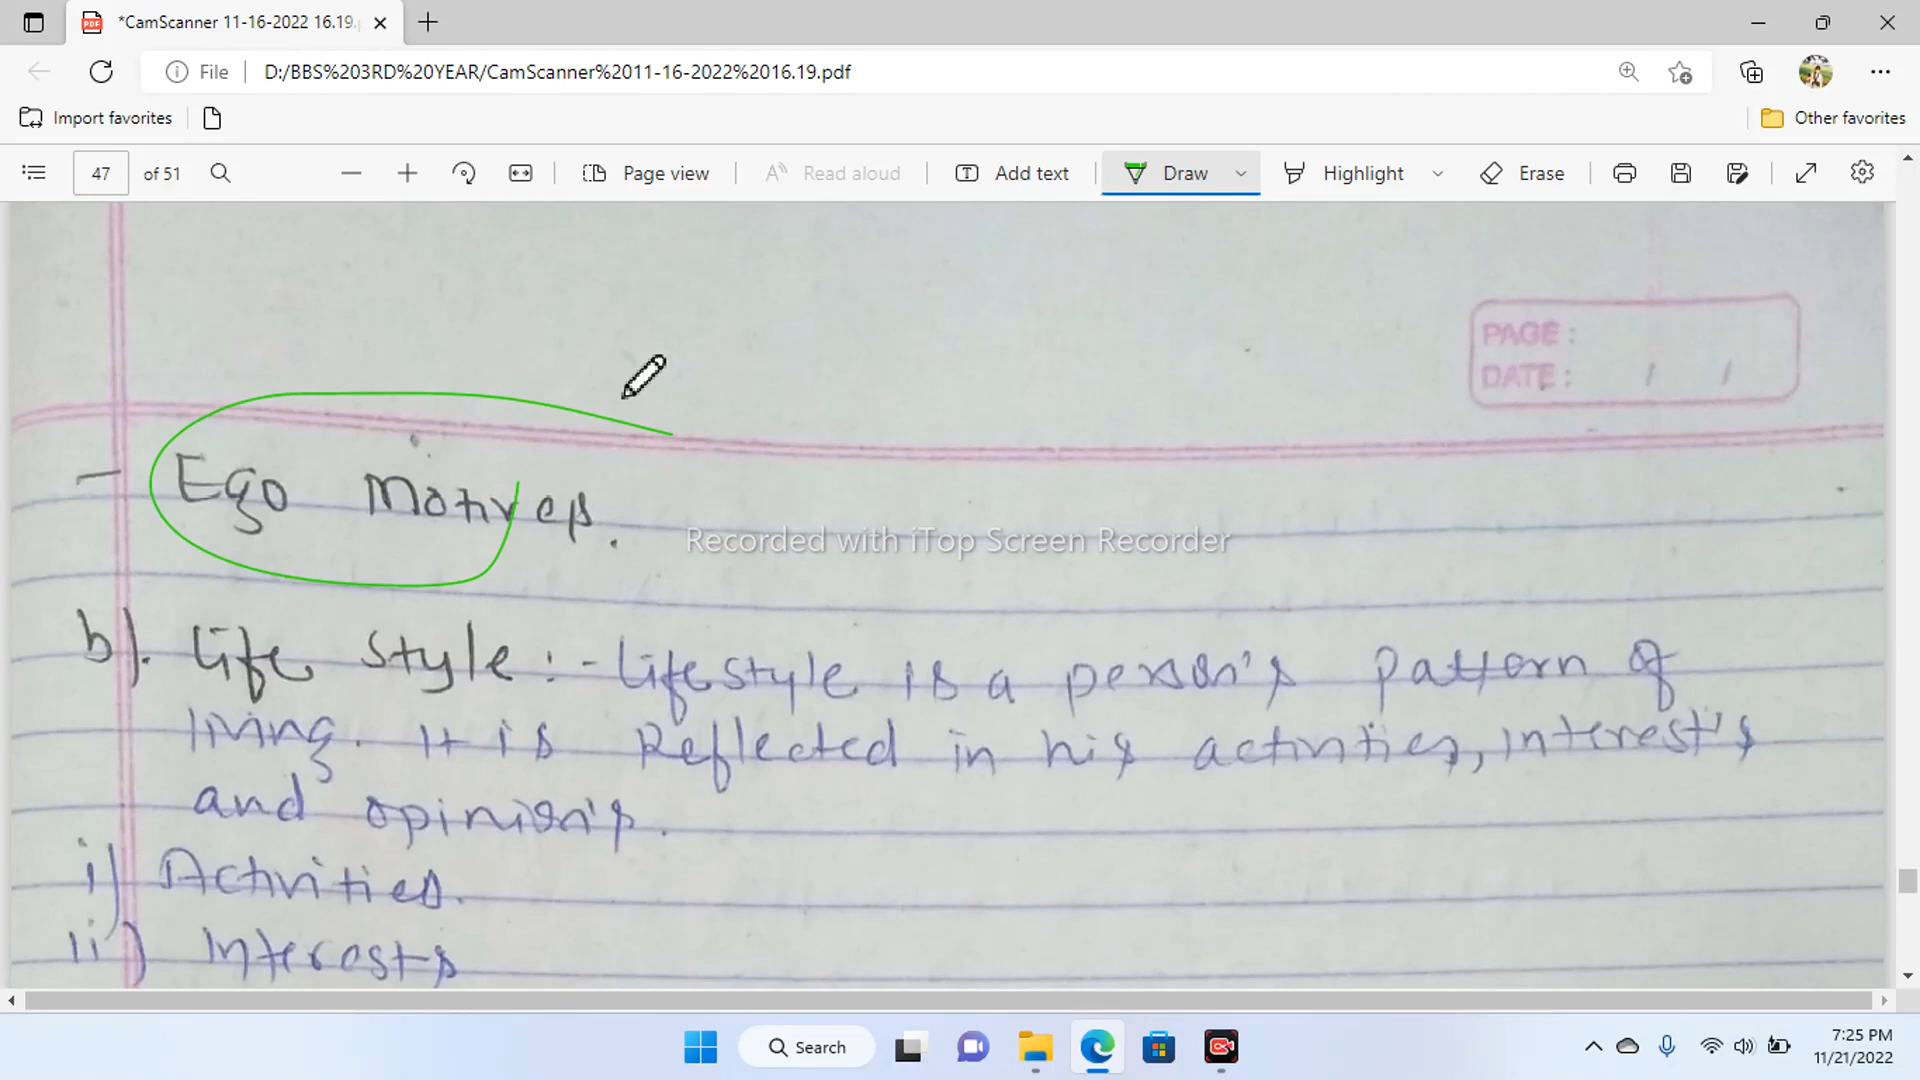 *CamScanner 11-16-2022 16.19.
File D:/BBS%203RD%20YEAR/CamScanner%2011-16-2022%2016.19.pdf
Import favorites
Other favorites
47 of 51 Page view Read aloud Add text Draw Highlight Erase
PAGE :
DATE : / /
- Ego Motives.
Recorded with iTop Screen Recorder
b). Life Style : - Lifestyle is a person's pattern of
living. It is Reflected in his activities, interest's
and opinion's.
i) Activities.
ii) Interests
Search
7:25 PM
11/21/2022